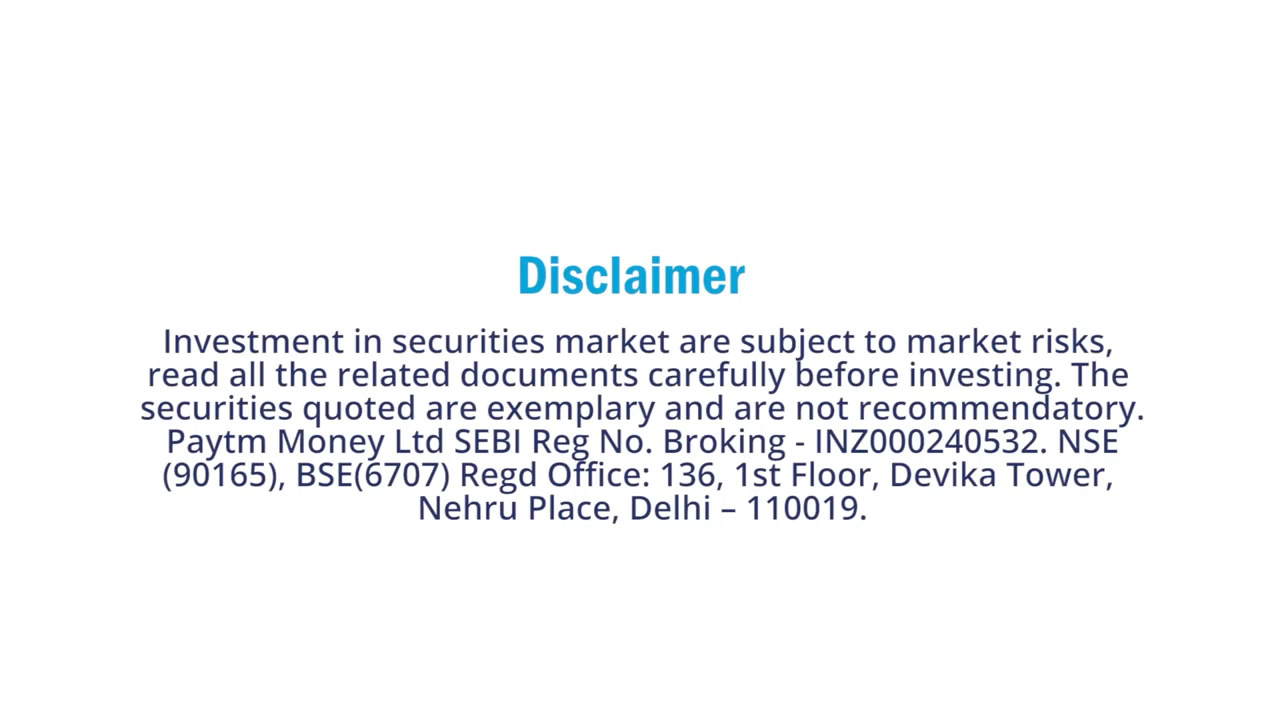 Disclaimer
Investment in securities market are subject to market risks,
read all the related documents carefully before investing. The
securities quoted are exemplary and are not recommendatory.
Paytm Money Ltd SEBI Reg No. Broking - INZ000240532. NSE
(90165), BSE(6707) Regd Office: 136, 1st Floor, Devika Tower,
Nehru Place, Delhi – 110019.